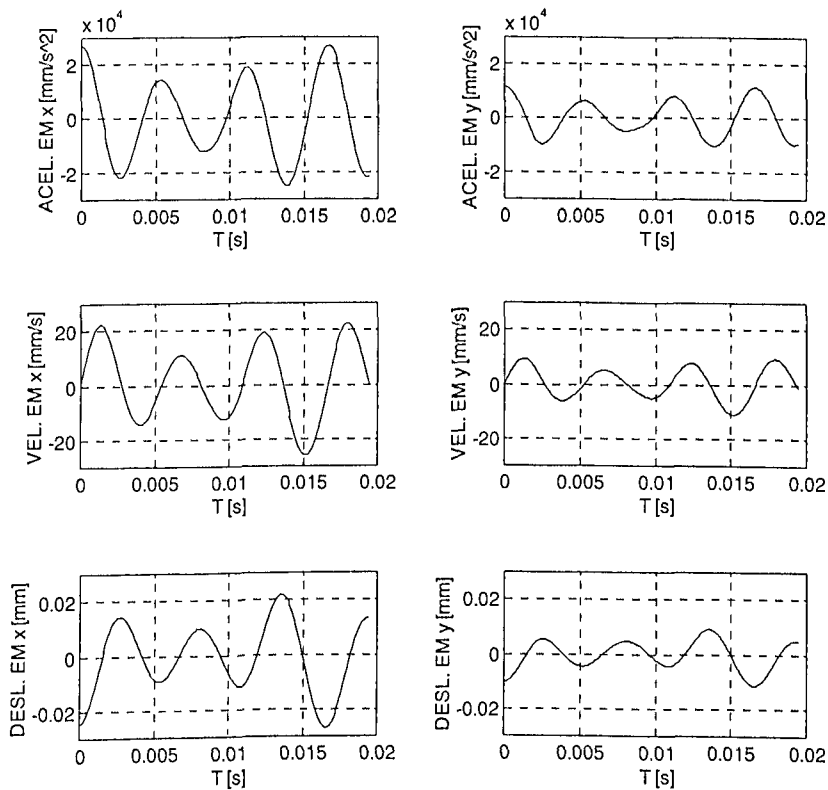 x 10^4
ACEL. EM x [mm/s^2]
2
0
-2
0 0.005 0.01 0.015 0.02
T [s]
x 10^4
ACEL. EM y [mm/s^2]
2
0
-2
0 0.005 0.01 0.015 0.02
T [s]
VEL. EM x [mm/s]
20
0
-20
0 0.005 0.01 0.015 0.02
T [s]
VEL. EM y [mm/s]
20
0
-20
0 0.005 0.01 0.015 0.02
T [s]
DESL. EM x [mm]
0.02
0
-0.02
0 0.005 0.01 0.015 0.02
T [s]
DESL. EM y [mm]
0.02
0
-0.02
0 0.005 0.01 0.015 0.02
T [s]